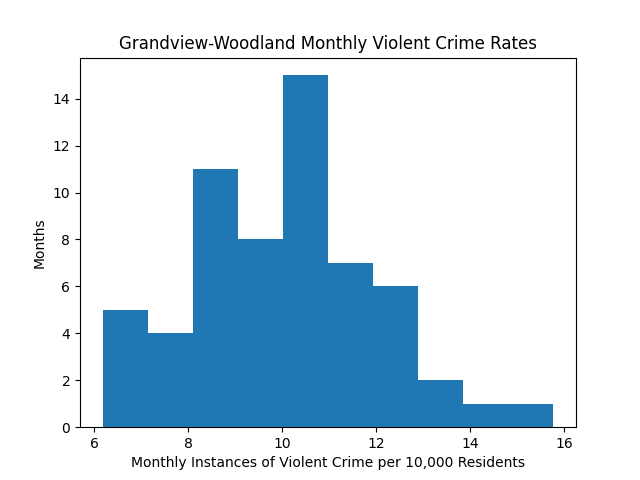 Grandview-Woodland Monthly Violent Crime Rates
14
12
10
8
6
4
2
0
Months
6 8 10 12 14 16
Monthly Instances of Violent Crime per 10,000 Residents